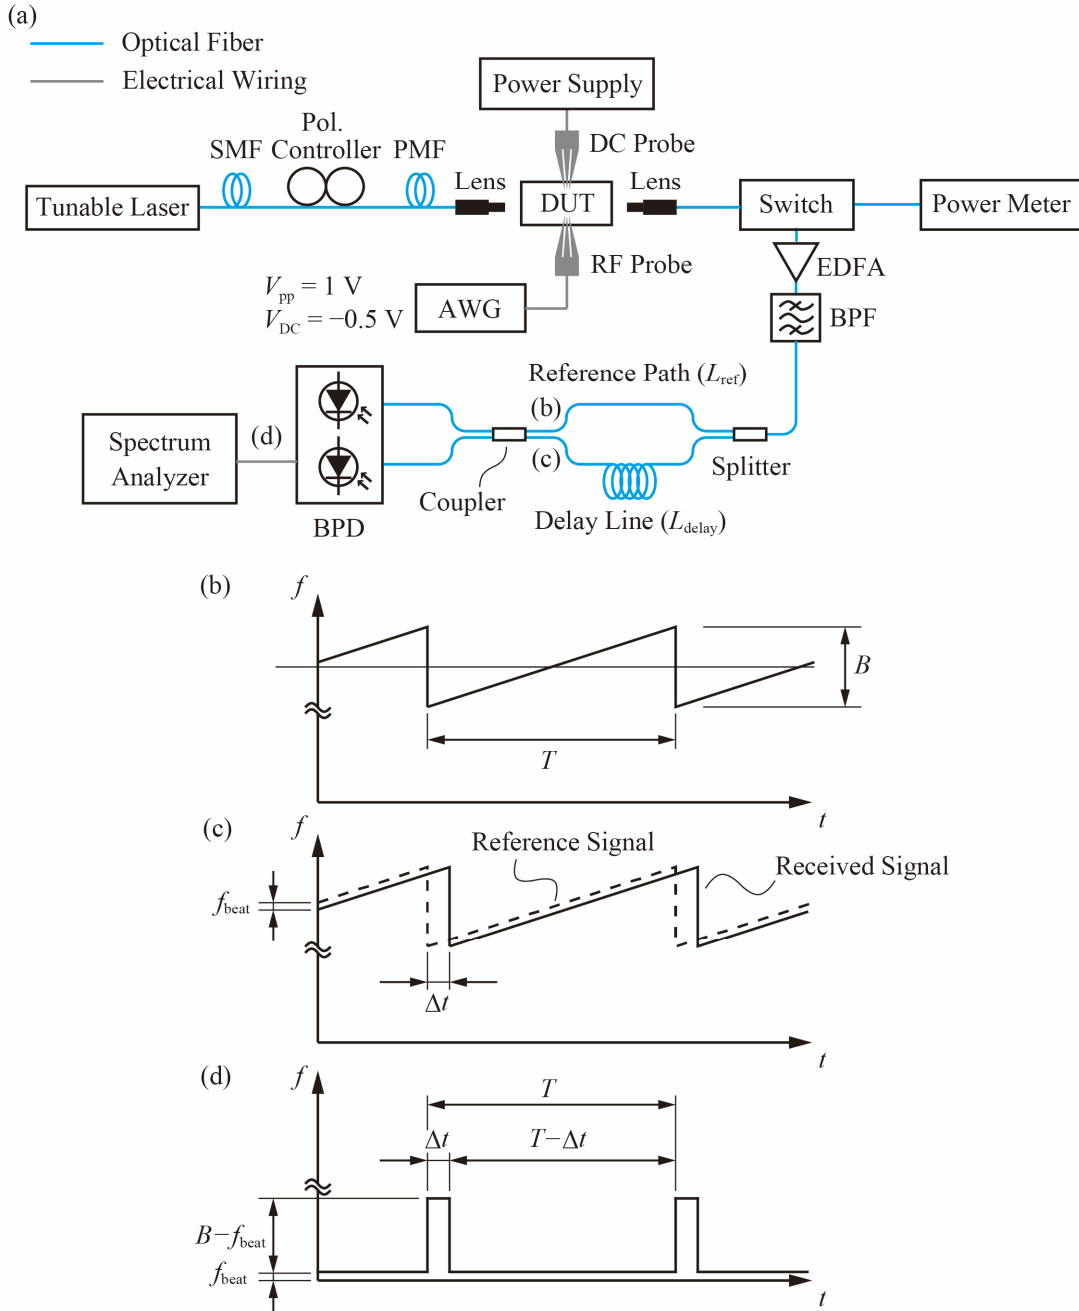 (a)
Optical Fiber
Electrical Wiring
Power Supply
DC Probe
Pol.
Controller
SMF
PMF
Lens
Lens
Tunable Laser
DUT
Switch
Power Meter
RF Probe
EDFA
BPF
Vpp = 1 V
VDC = −0.5 V
AWG
Reference Path (Lref)
(b)
(c)
(d)
Spectrum
Analyzer
Splitter
Coupler
Delay Line (Ldelay)
BPD
(b)
f
B
T
t
(c)
f
Reference Signal
Received Signal
fbeat
Δt
t
(d)
f
T
Δt
T−Δt
B−fbeat
fbeat
t